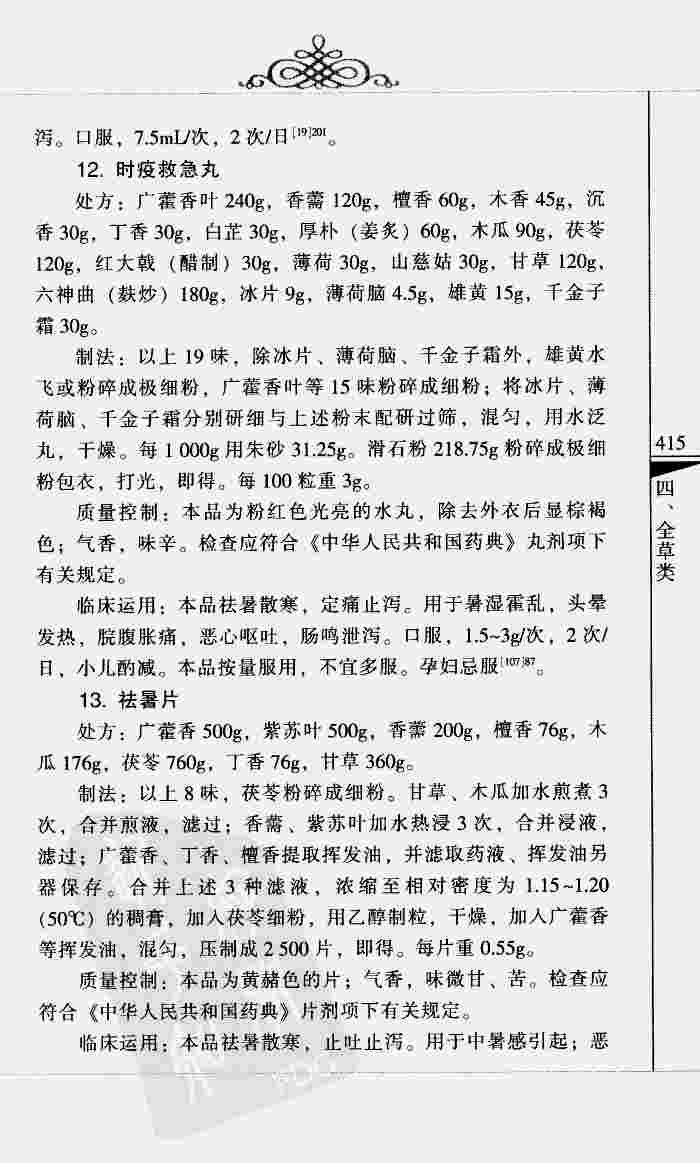 泻。口服，7.5mL/次，2次/日[19]201。
12. 时疫救急丸
处方：广藿香叶 240g，香薷 120g，檀香 60g，木香 45g，沉
香 30g，丁香 30g，白芷 30g，厚朴（姜炙）60g，木瓜 90g，茯苓
120g，红大戟（醋制）30g，薄荷 30g，山慈姑 30g，甘草 120g，
六神曲（麸炒）180g，冰片 9g，薄荷脑 4.5g，雄黄 15g，千金子
霜 30g。
制法：以上 19 味，除冰片、薄荷脑、千金子霜外，雄黄水
飞或粉碎成极细粉，广藿香叶等 15 味粉碎成细粉；将冰片、薄
荷脑、千金子霜分别研细与上述粉末配研过筛，混匀，用水泛
丸，干燥。每 1 000g 用朱砂 31.25g。滑石粉 218.75g 粉碎成极细
粉包衣，打光，即得。每 100 粒重 3g。
质量控制：本品为粉红色光亮的水丸，除去外衣后显棕褐
色；气香，味辛。检查应符合《中华人民共和国药典》丸剂项下
有关规定。
临床运用：本品祛暑散寒，定痛止泻。用于暑湿霍乱，头晕
发热，脘腹胀痛，恶心呕吐，肠鸣泄泻。口服，1.5~3g/次，2 次/
日，小儿酌减。本品按量服用，不宜多服。孕妇忌服[107]87。
13. 祛暑片
处方：广藿香 500g，紫苏叶 500g，香薷 200g，檀香 76g，木
瓜 176g，茯苓 760g，丁香 76g，甘草 360g。
制法：以上 8 味，茯苓粉碎成细粉。甘草、木瓜加水煎煮 3
次，合并煎液，滤过；香薷、紫苏叶加水热浸 3 次，合并浸液，
滤过；广藿香、丁香、檀香提取挥发油，并滤取药液、挥发油另
器保存。合并上述 3 种滤液，浓缩至相对密度为 1.15~1.20
(50℃) 的稠膏，加入茯苓细粉，用乙醇制粒，干燥，加入广藿香
等挥发油，混匀，压制成 2 500 片，即得。每片重 0.55g。
质量控制：本品为黄赭色的片；气香，味微甘、苦。检查应
符合《中华人民共和国药典》片剂项下有关规定。
临床运用：本品祛暑散寒，止吐止泻。用于中暑感引起；恶
415
四、全草类